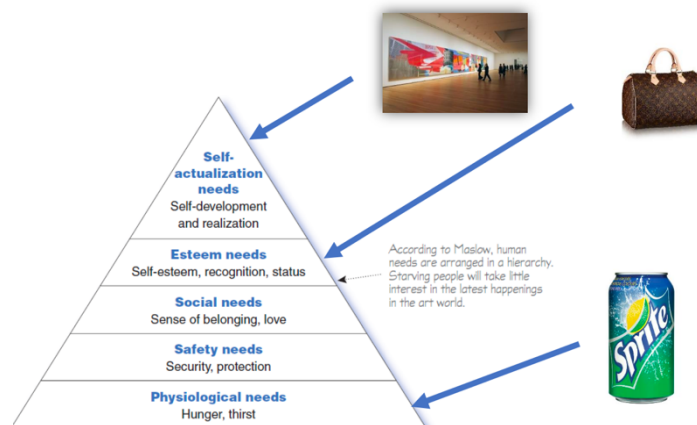 Self-
actualization
needs
Self-development
and realization
Esteem needs
Self-esteem, recognition, status
According to Maslow, human
needs are arranged in a hierarchy.
Starving people will take little
interest in the latest happenings
in the art world.
Social needs
Sense of belonging, love
Safety needs
Security, protection
Physiological needs
Hunger, thirst
Sprite